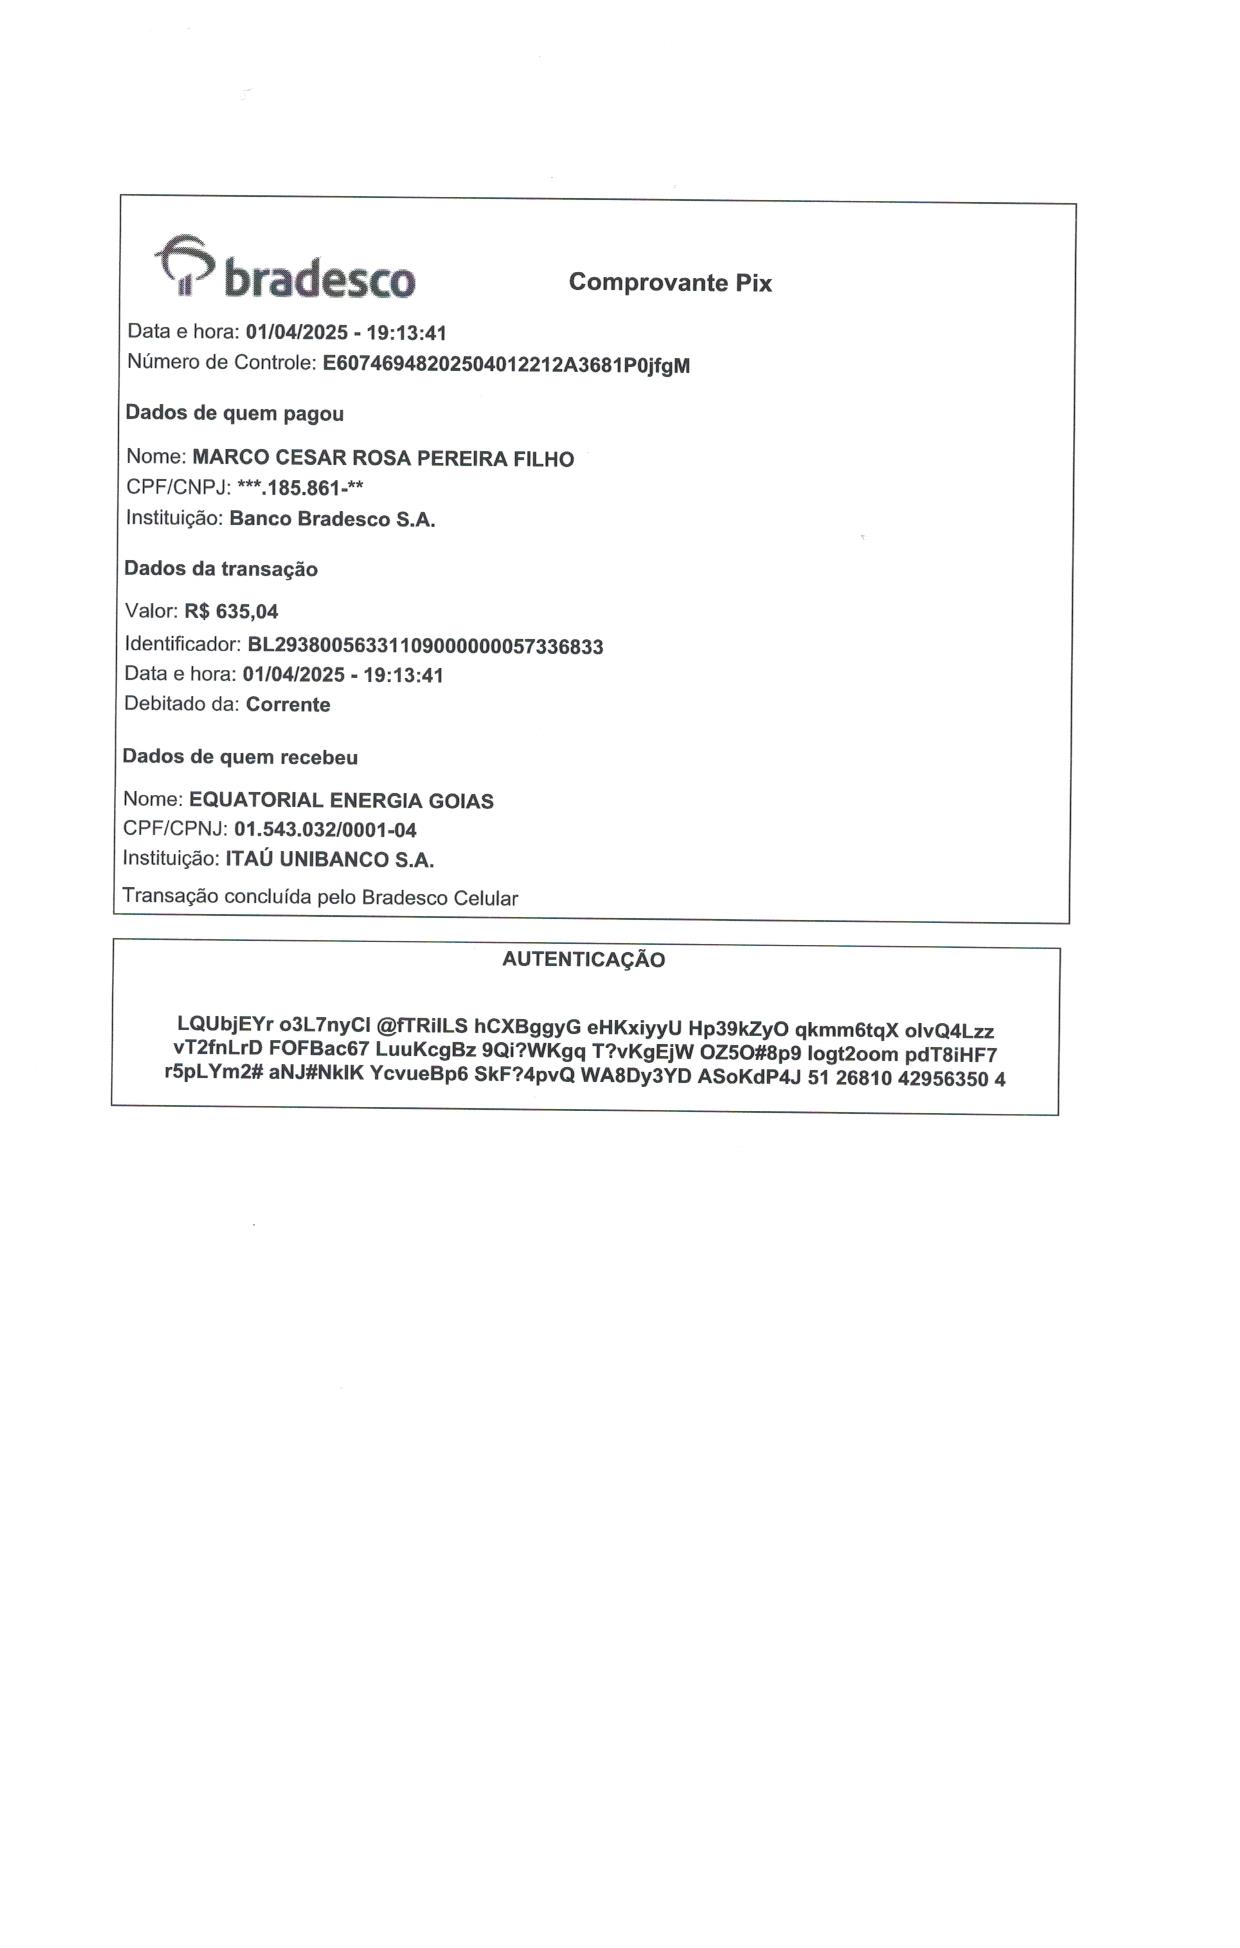 bradesco
Comprovante Pix
Data e hora: 01/04/2025 - 19:13:41
Número de Controle: E60746948202504012212A3681P0jfgM
Dados de quem pagou
Nome: MARCO CESAR ROSA PEREIRA FILHO
CPF/CNPJ: ***.185.861-**
Instituição: Banco Bradesco S.A.
Dados da transação
Valor: R$ 635,04
Identificador: BL29380056331109000000057336833
Data e hora: 01/04/2025 - 19:13:41
Debitado da: Corrente
Dados de quem recebeu
Nome: EQUATORIAL ENERGIA GOIAS
CPF/CPNJ: 01.543.032/0001-04
Instituição: ITAÚ UNIBANCO S.A.
Transação concluída pelo Bradesco Celular
AUTENTICAÇÃO
LQUbjEYr o3L7nyCI @fTRiILS hCXBggyG eHKxiyyU Hp39kZyO qkmm6tqX olvQ4Lzz
vT2fnLrD FOFBac67 LuuKcgBz 9Qi?WKgq T?vKgEjW OZ5O#8p9 logt2oom pdT8iHF7
r5pLYm2# aNJ#NkIK YcvueBp6 SkF?4pvQ WA8Dy3YD ASoKdP4J 51 26810 42956350 4